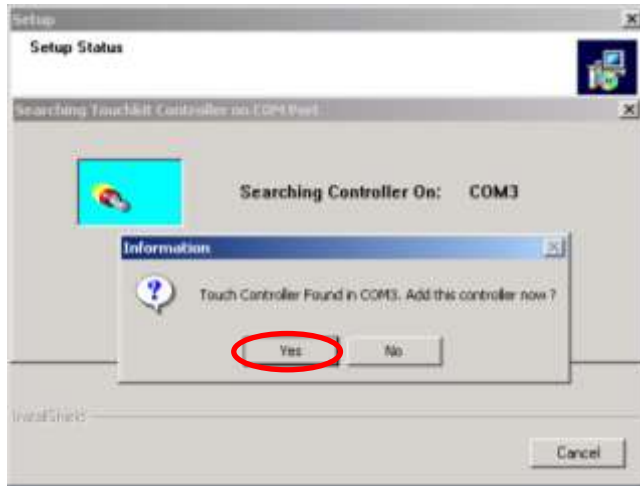 Setup
Setup Status
Searching Touchkit Controller on COM Port
Searching Controller On: COM3
Information
Touch Controller Found in COM3. Add this controller now ?
Yes
No
InstallShield
Cancel